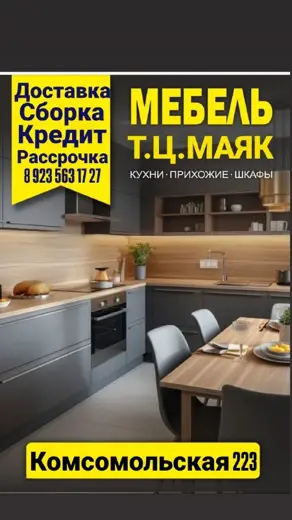 Доставка
Сборка
Кредит
Рассрочка
8 923 563 17 27
МЕБЕЛЬ
Т.Ц.МАЯК
КУХНИ · ПРИХОЖИЕ · ШКАФЫ
Комсомольская 223